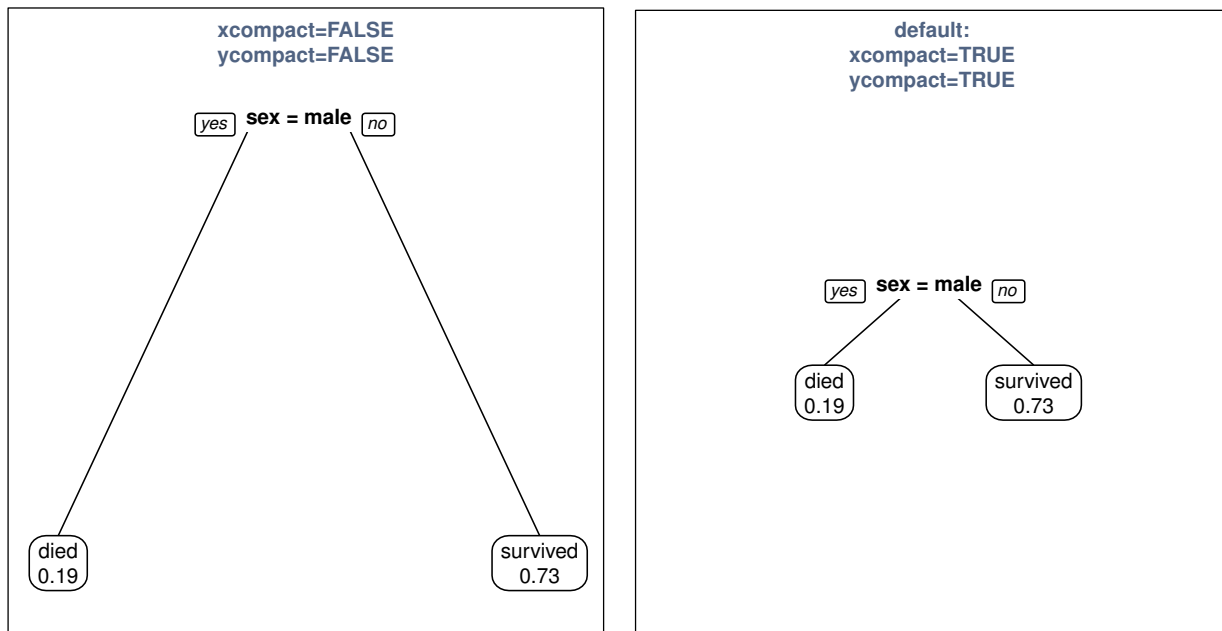 xcompact=FALSE
ycompact=FALSE
yes sex = male no
died
0.19
survived
0.73
default:
xcompact=TRUE
ycompact=TRUE
yes sex = male no
died
0.19
survived
0.73